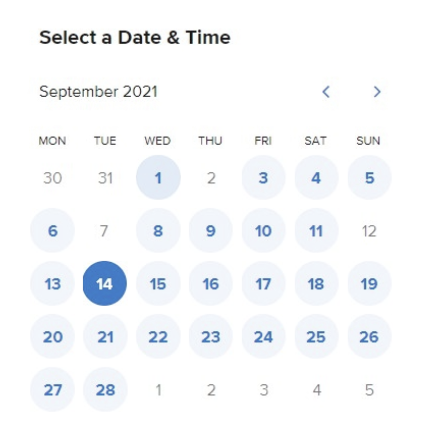 Select a Date & Time
September 2021
MON TUE WED THU FRI SAT SUN
30 31 1 2 3 4 5
6 7 8 9 10 11 12
13 14 15 16 17 18 19
20 21 22 23 24 25 26
27 28 1 2 3 4 5